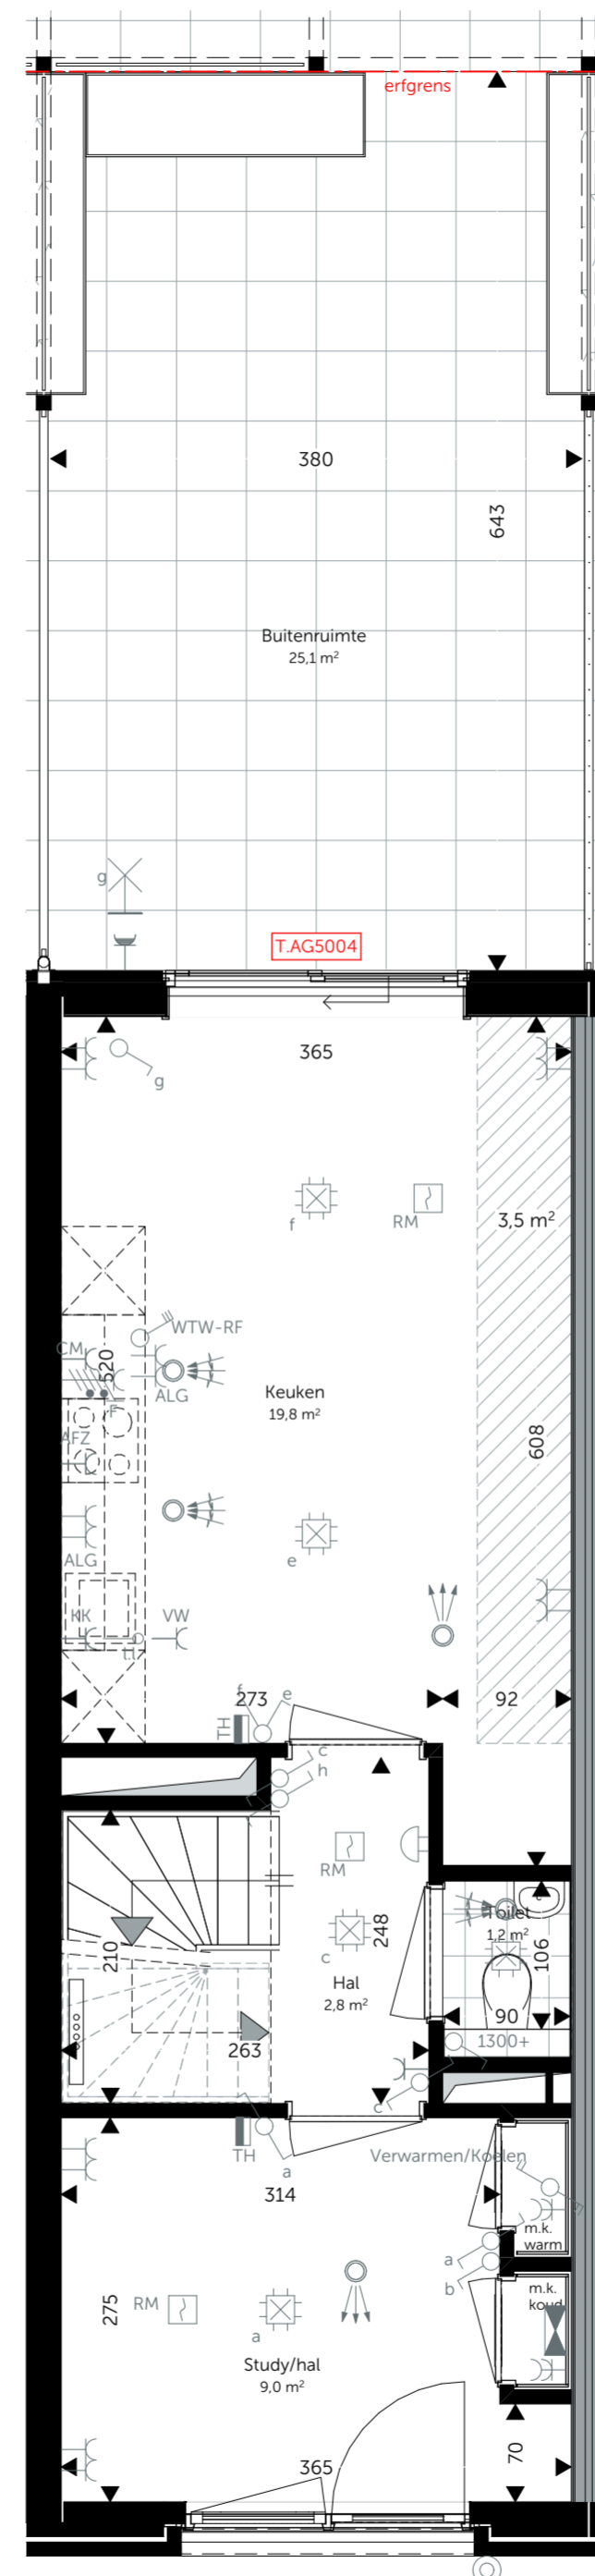 erfgrens
380
643
Buitenruimte
25,1 m²
g
T.AG5004
365
g
f
RM
3,5 m²
WTW-RF
CM
520
ALG
F
Keuken
19,8 m²
AFZ
608
e
ALG
KK
VW
273
92
f
e
TH
c
h
RM
c
248
Toilet
1,2 m²
106
210
Hal
2,8 m²
90
263
1300+
c
TH
a
Verwarmen/Koelen
314
m.k.
warm
a
b
275
RM
a
m.k.
koud
Study/hal
9,0 m²
365
70